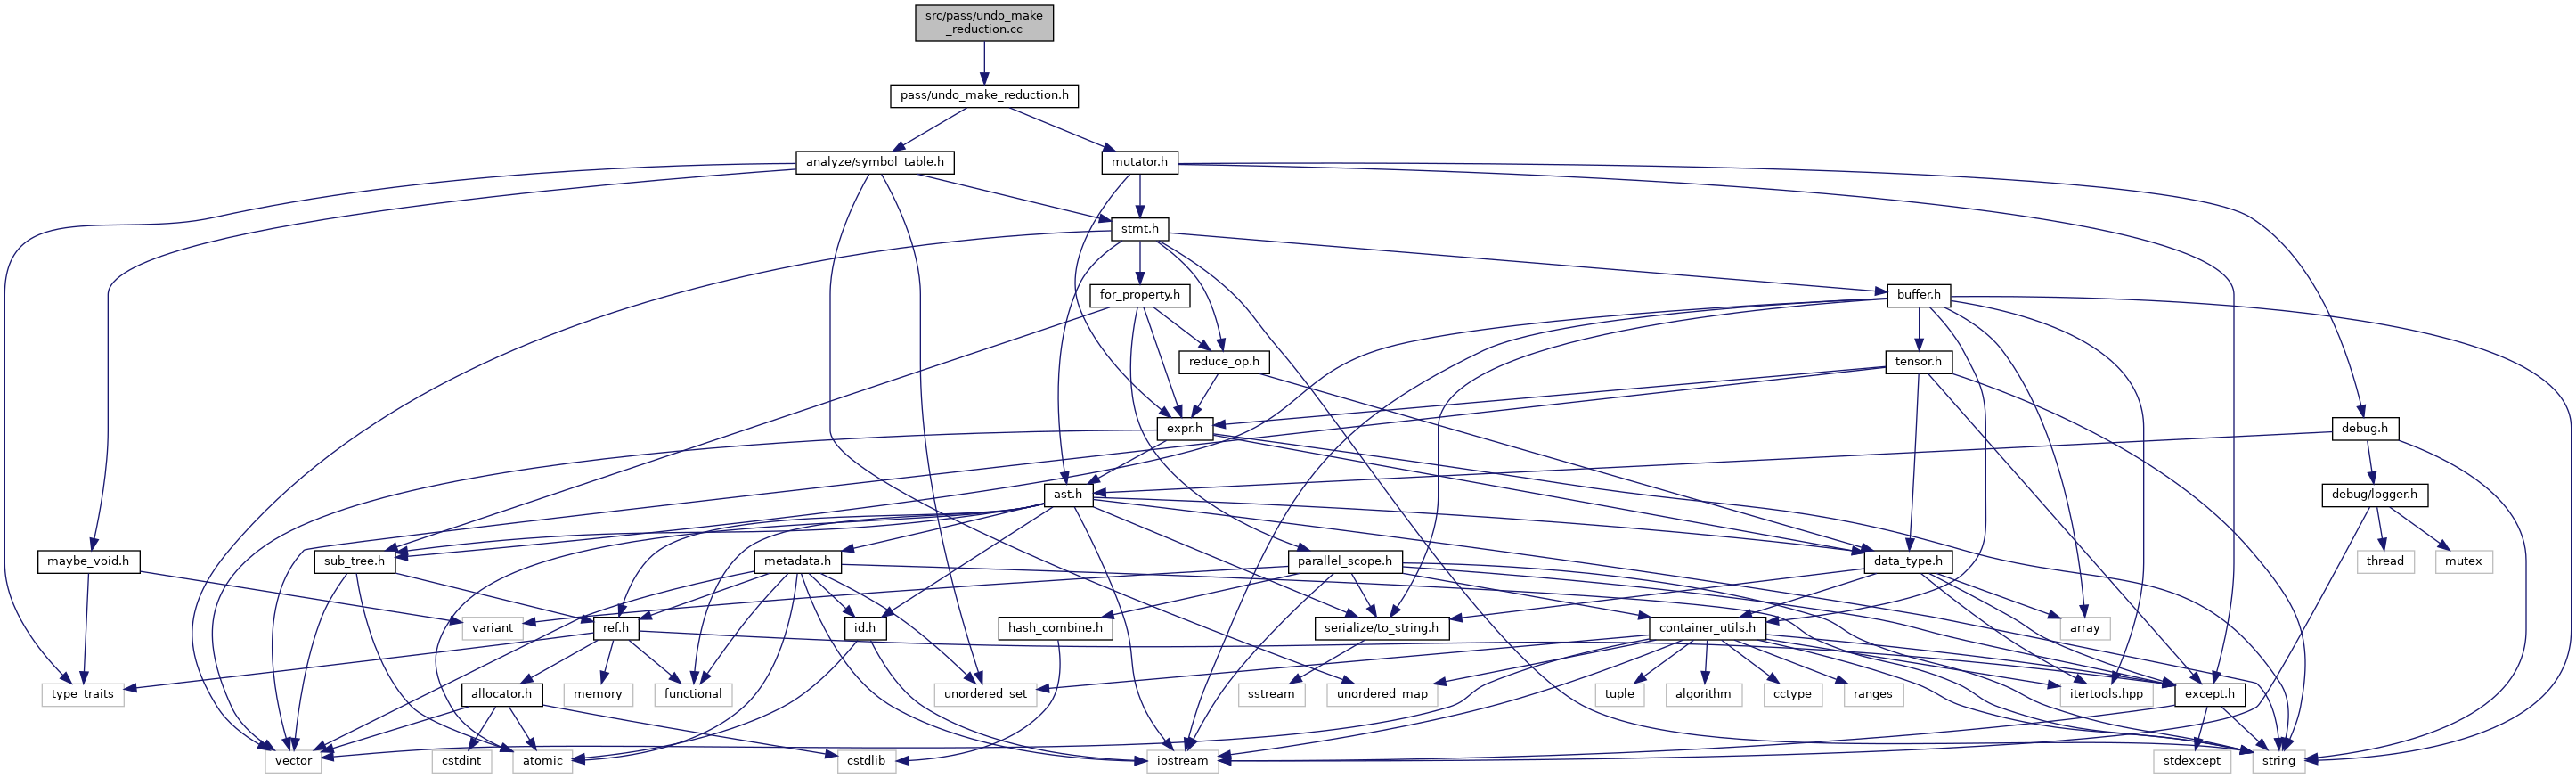 src/pass/undo_make
_reduction.cc
pass/undo_make_reduction.h
analyze/symbol_table.h
mutator.h
stmt.h
for_property.h
buffer.h
reduce_op.h
tensor.h
expr.h
debug.h
ast.h
debug/logger.h
maybe_void.h
sub_tree.h
metadata.h
parallel_scope.h
data_type.h
thread
mutex
variant
ref.h
id.h
hash_combine.h
serialize/to_string.h
container_utils.h
array
type_traits
allocator.h
memory
functional
unordered_set
sstream
unordered_map
tuple
algorithm
cctype
ranges
itertools.hpp
except.h
vector
cstdint
atomic
cstdlib
iostream
stdexcept
string